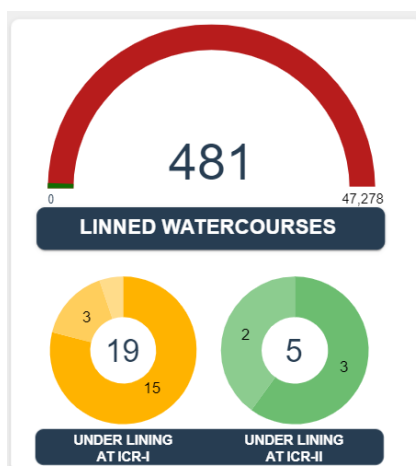 481
0
47,278
LINNED WATERCOURSES
3
19
15
2
5
3
UNDER LINING
AT ICR-I
UNDER LINING
AT ICR-II